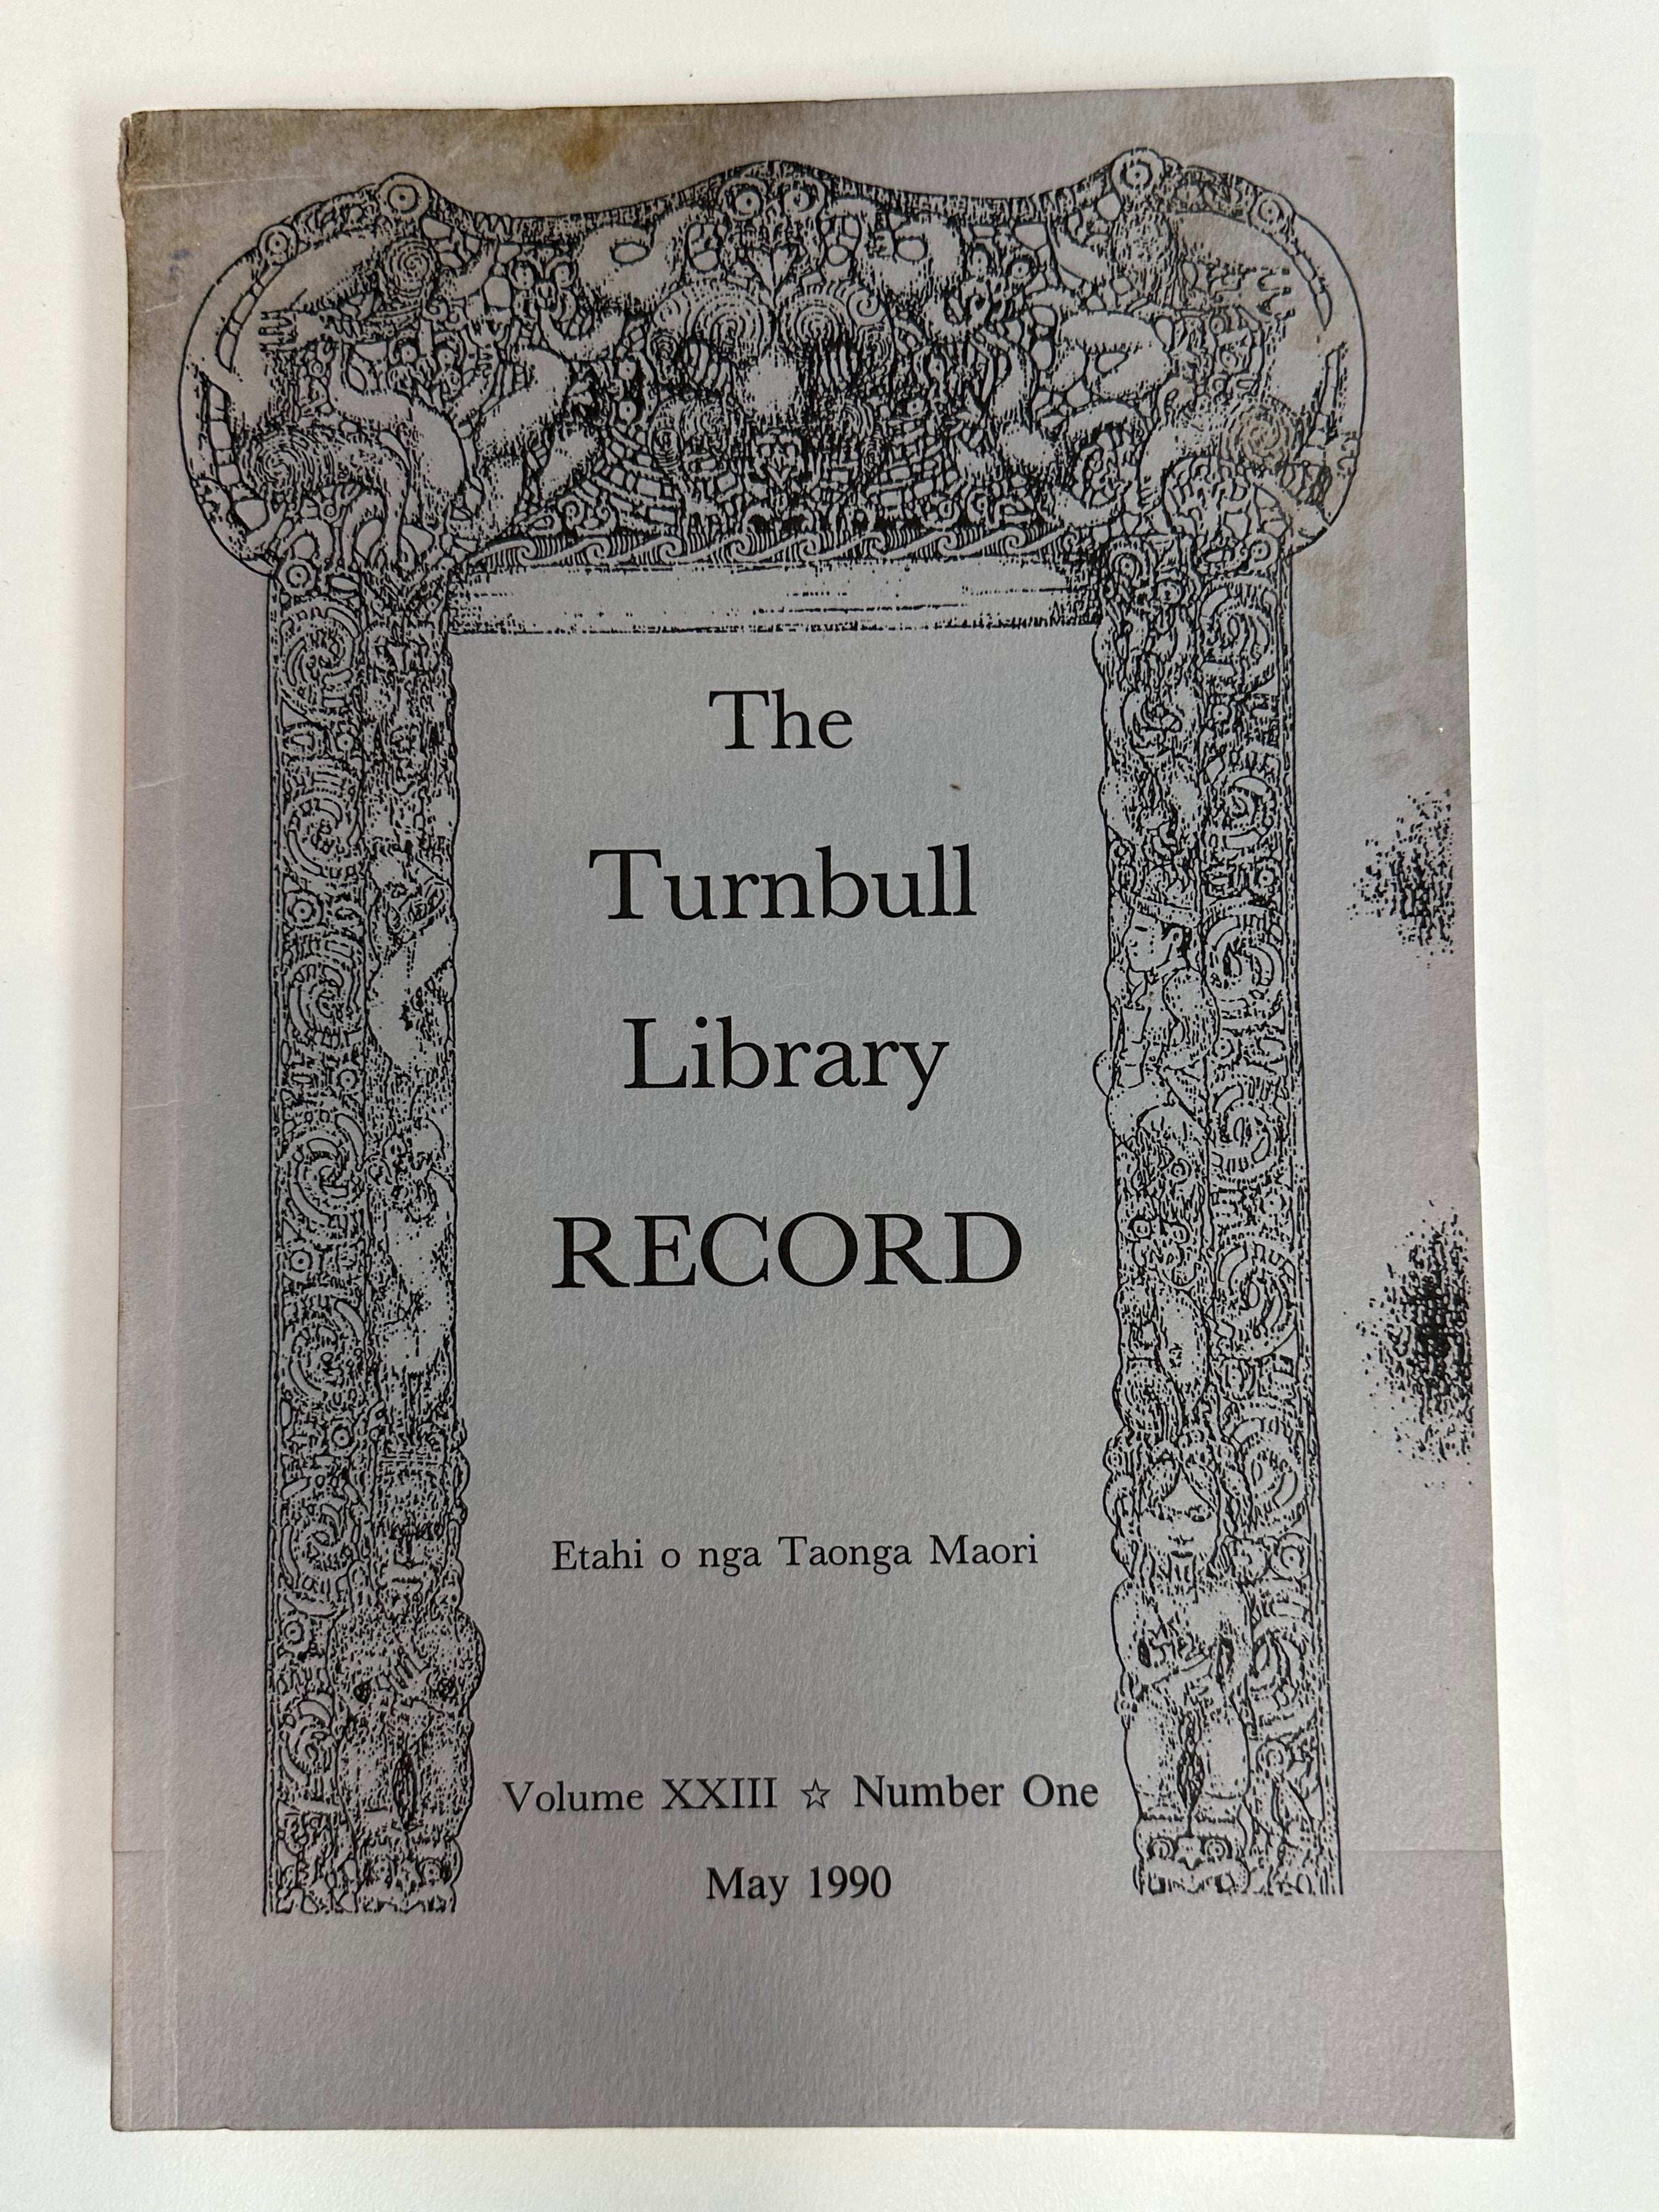 The
Turnbull
Library
RECORD
Etahi o nga Taonga Maori
Volume XXIII ☆ Number One
May 1990